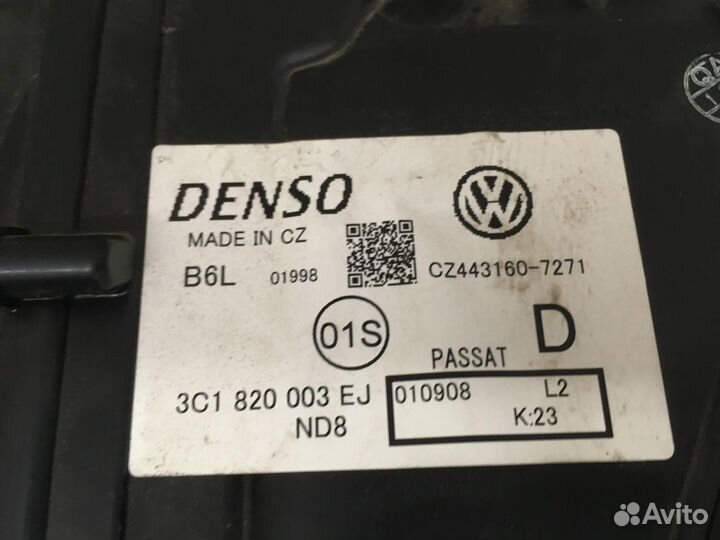 DENSO
MADE IN CZ
B6L 01998
CZ443160-7271
01S
PASSAT D
3C1 820 003 EJ
ND8
010908 L2
K:23
QA
Avito